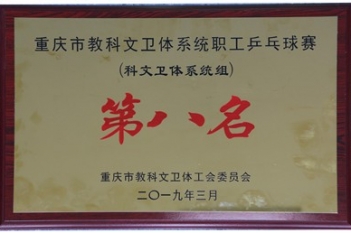 重庆市教科文卫体系统职工乒乓球赛
(科文卫体系统组)
第八名
重庆市教科文卫体工会委员会
二〇一九年三月